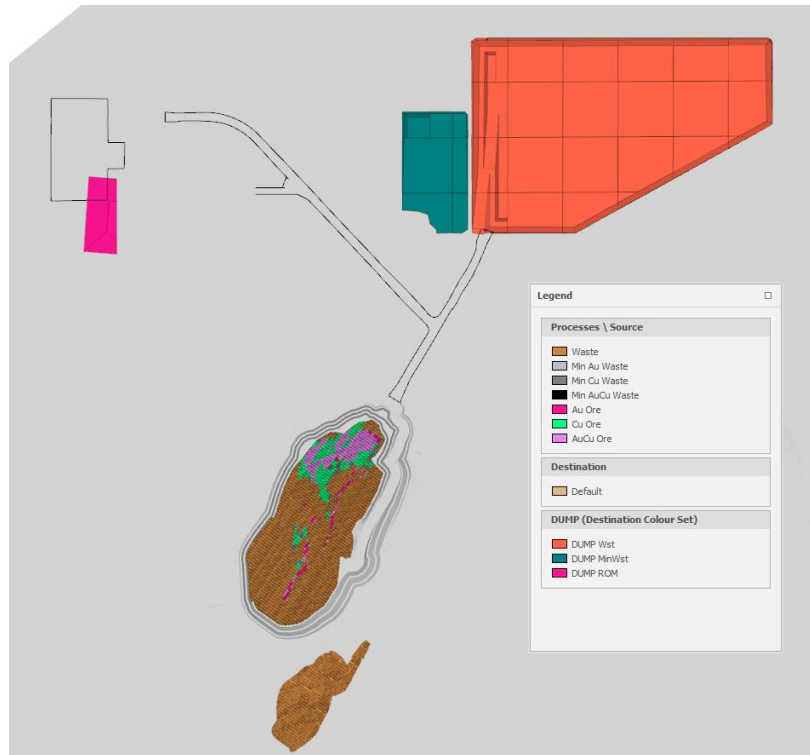 Legend
Processes \ Source
Waste
Min Au Waste
Min Cu Waste
Min AuCu Waste
Au Ore
Cu Ore
AuCu Ore
Destination
Default
DUMP (Destination Colour Set)
DUMP Wst
DUMP MinWst
DUMP ROM